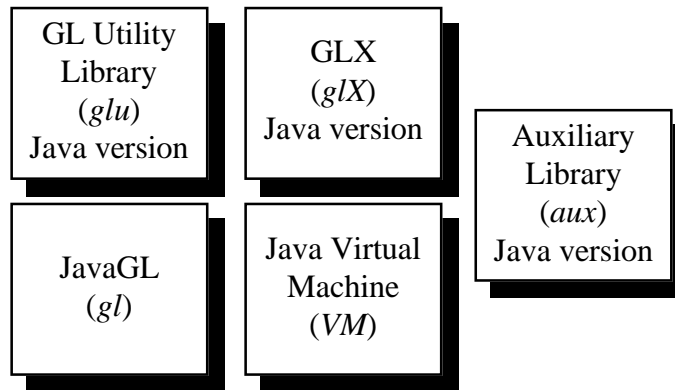 GL Utility
Library
(glu)
Java version
GLX
(glX)
Java version
Auxiliary
Library
(aux)
Java version
JavaGL
(gl)
Java Virtual
Machine
(VM)